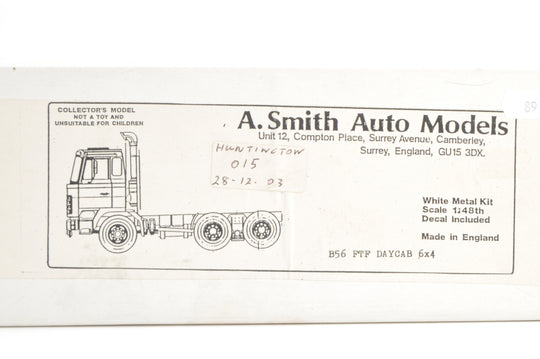 COLLECTOR'S MODEL
NOT A TOY AND
UNSUITABLE FOR CHILDREN
A. Smith Auto Models
Unit 12, Compton Place, Surrey Avenue, Camberley,
Surrey, England, GU15 3DX.
HUNTINGTON
015
28-12.03
White Metal Kit
Scale 1:48th
Decal Included
Made in England
B56 FTF DAYCAB 6x4
89